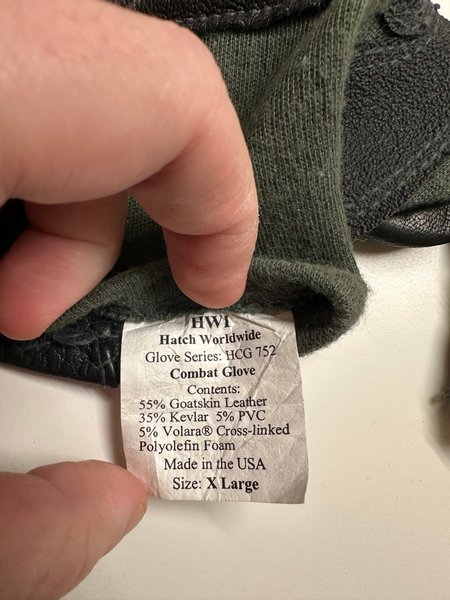 HWI
Hatch Worldwide
Glove Series: HCG 752
Combat Glove
Contents:
55% Goatskin Leather
35% Kevlar 5% PVC
5% Volara® Cross-linked
Polyolefin Foam
Made in the USA
Size: X Large